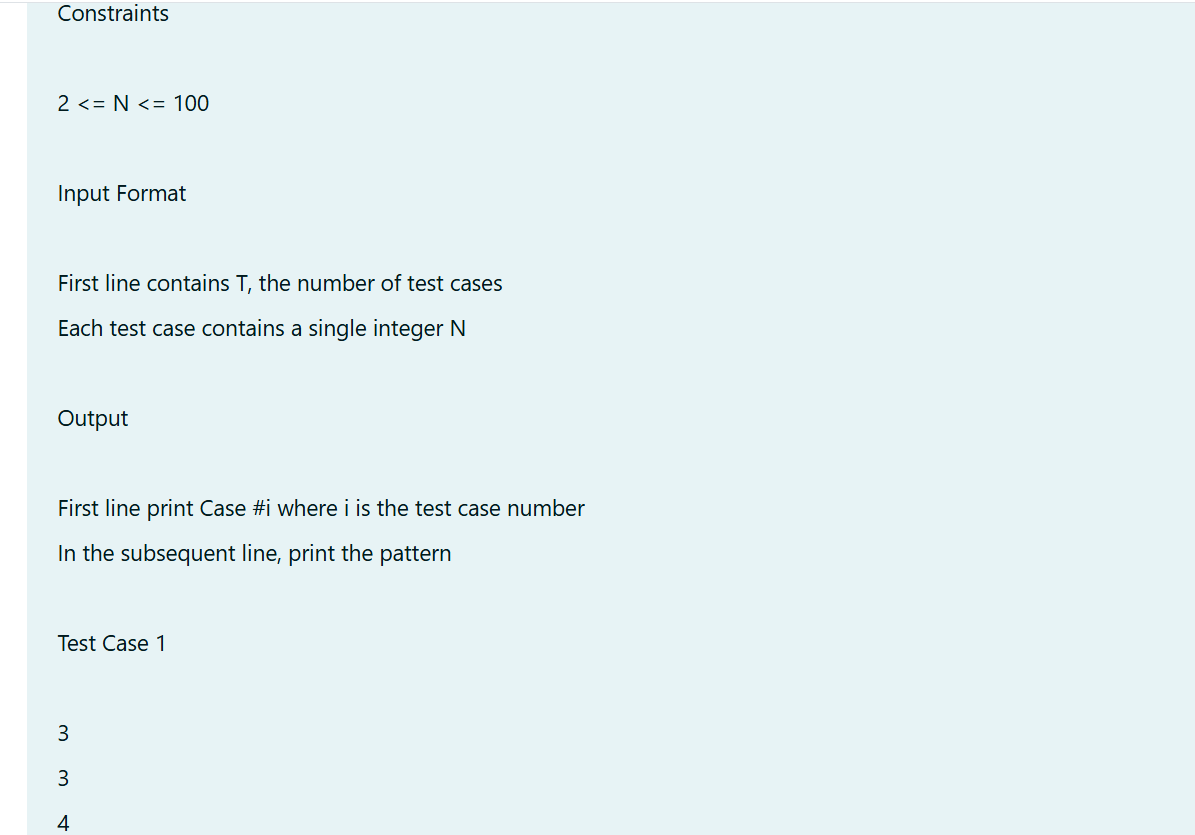 Constraints
2 <= N <= 100
Input Format
First line contains T, the number of test cases
Each test case contains a single integer N
Output
First line print Case #i where i is the test case number
In the subsequent line, print the pattern
Test Case 1
3
3
4